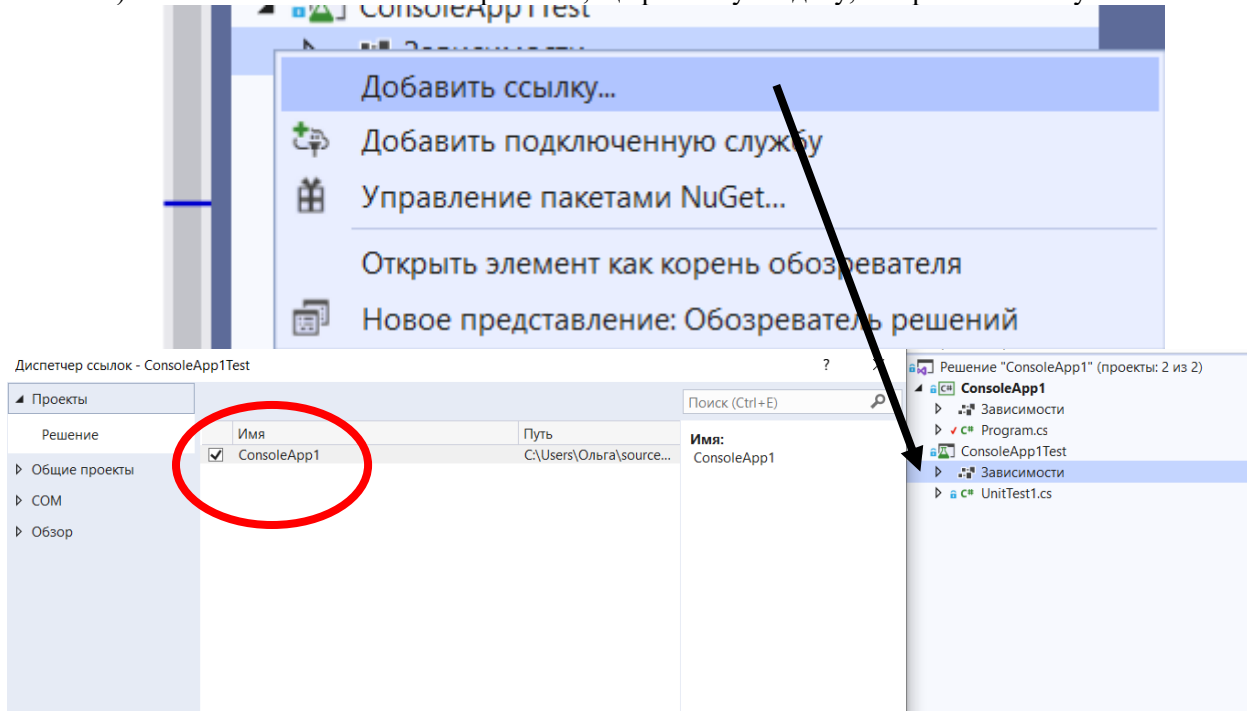 ConsoleApp1Test
Зависимости
Добавить ссылку...
Добавить подключенную службу
Управление пакетами NuGet...
Открыть элемент как корень обозревателя
Новое представление: Обозреватель решений
Диспетчер ссылок - ConsoleApp1Test ?
Проекты
Решение
Общие проекты
COM
Обзор
Имя Путь
ConsoleApp1 C:\Users\Ольга\source...
Поиск (Ctrl+E)
Имя:
ConsoleApp1
Решение "ConsoleApp1" (проекты: 2 из 2)
C# ConsoleApp1
Зависимости
C# Program.cs
ConsoleApp1Test
Зависимости
C# UnitTest1.cs